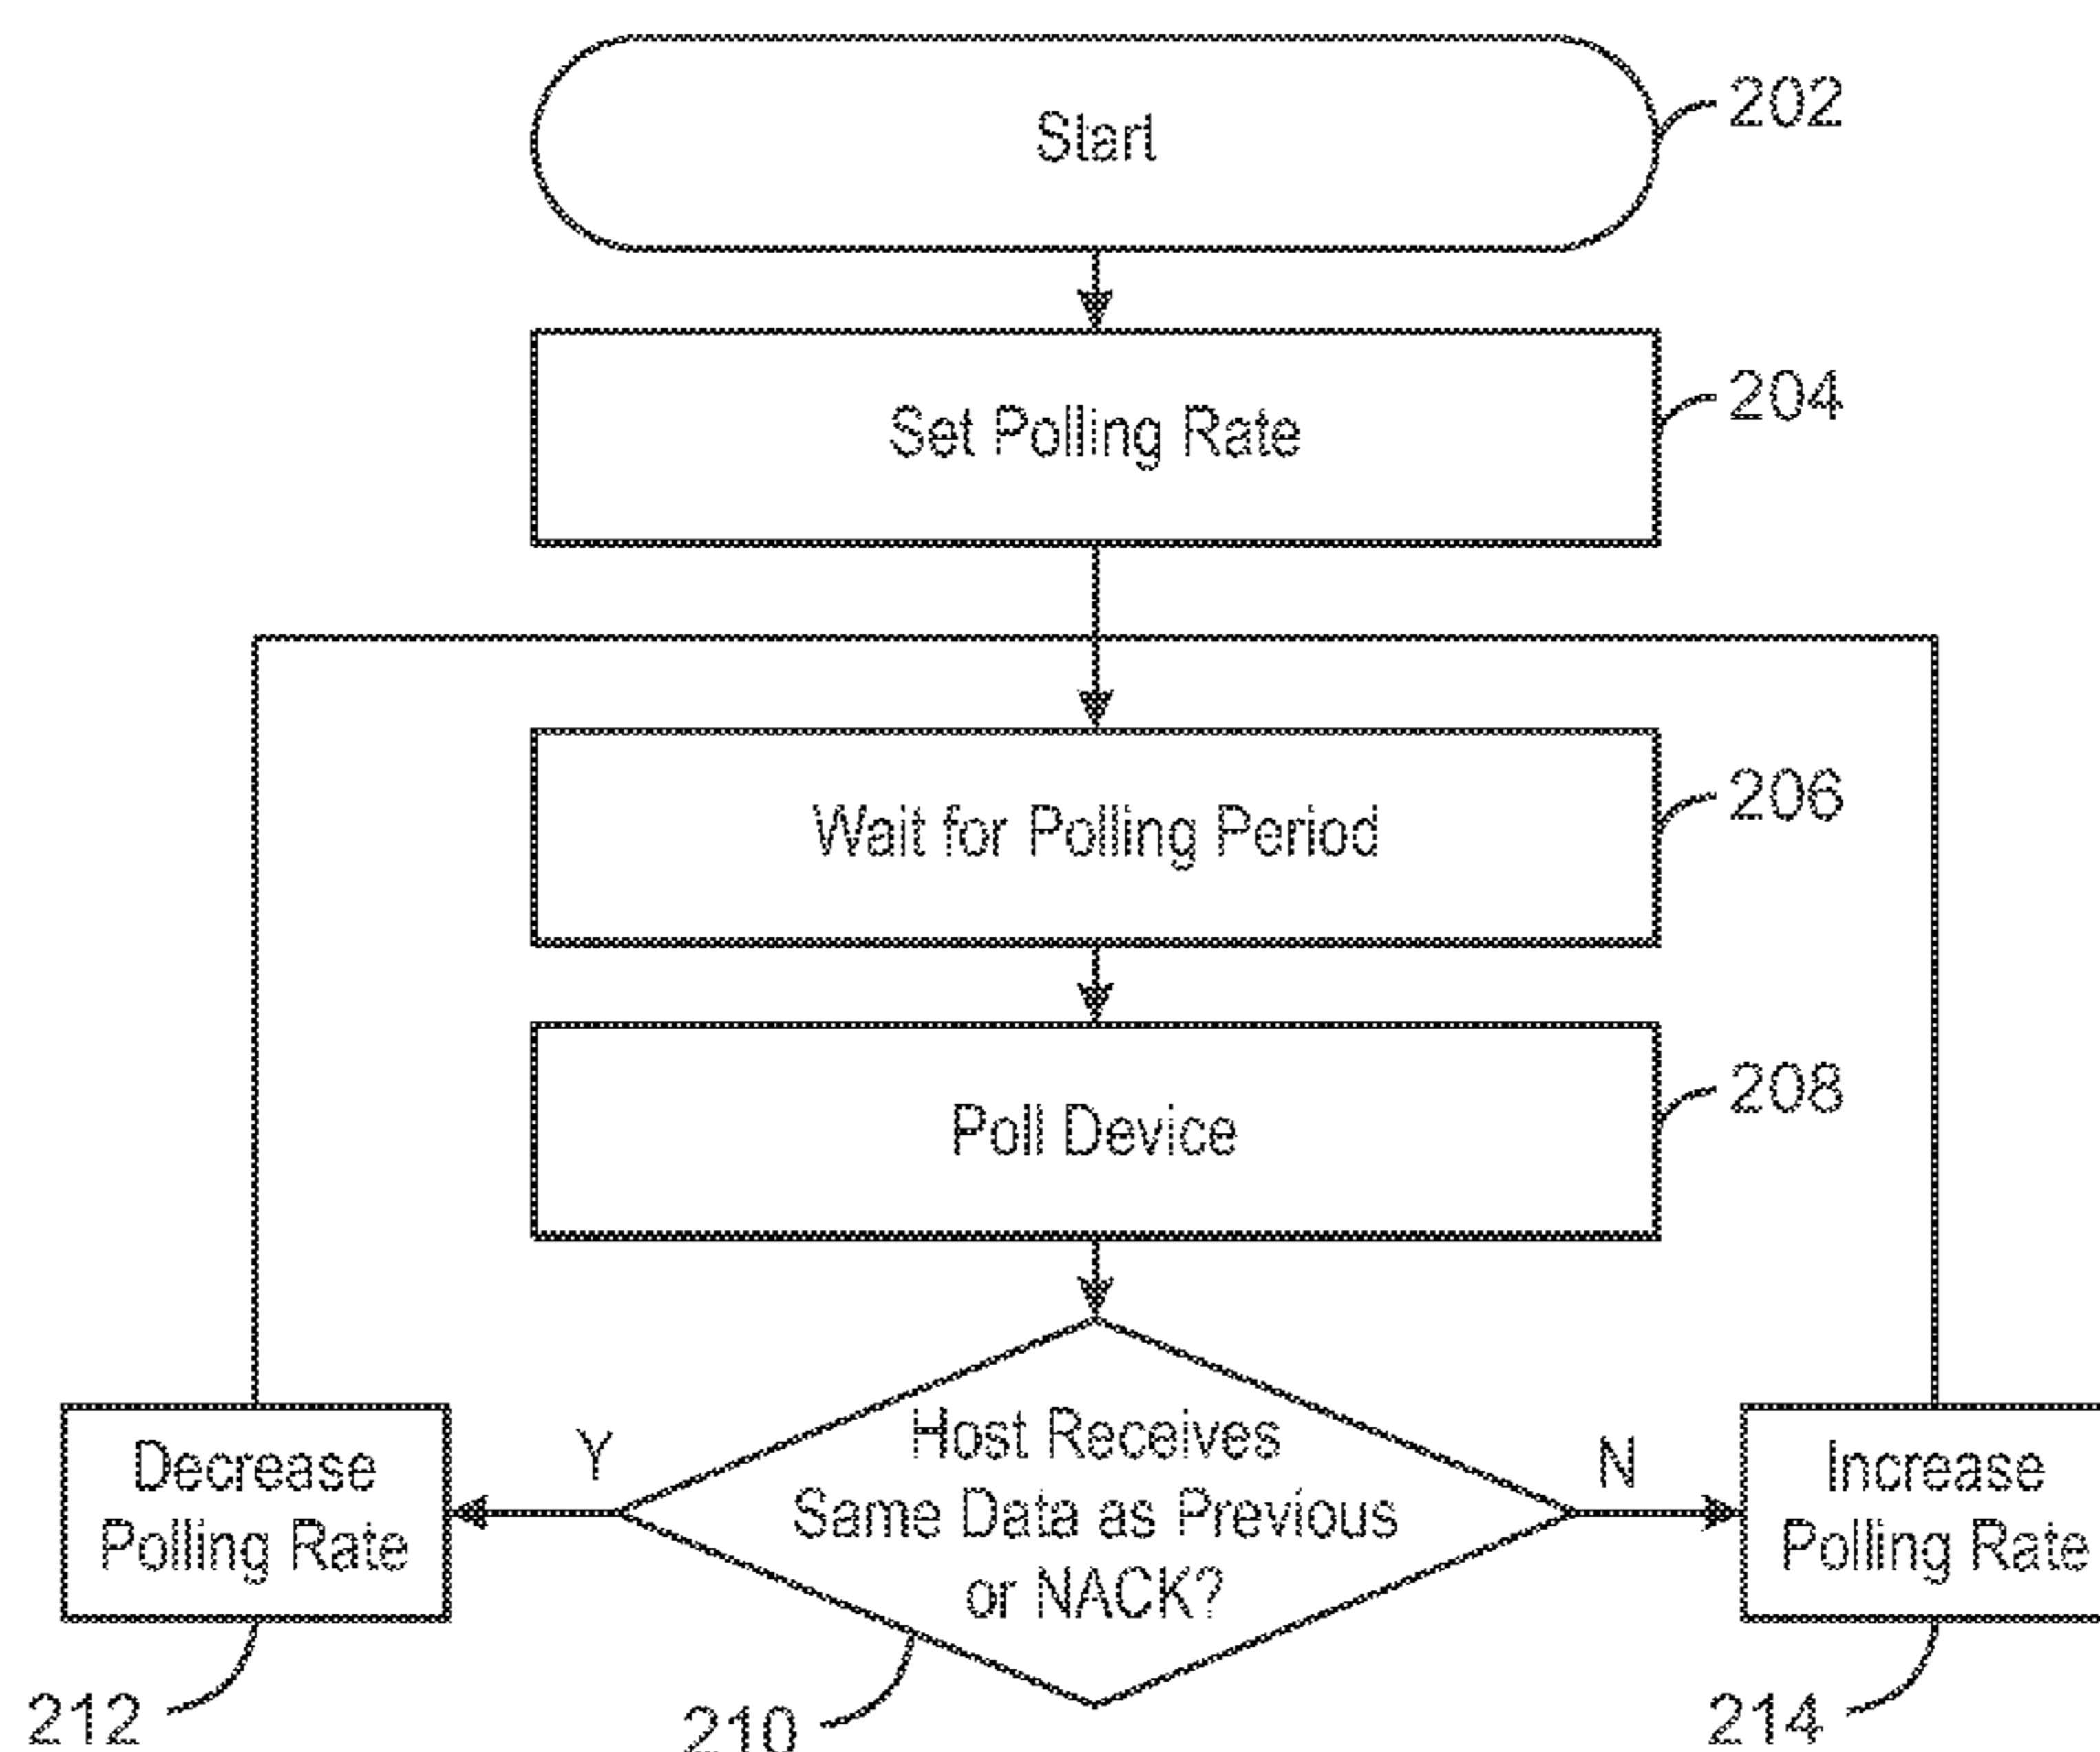 Start
202
Set Polling Rate
204
Wait for Polling Period
206
Poll Device
208
Host Receives
Same Data as Previous
or NACK?
Y
N
Decrease
Polling Rate
Increase
Polling Rate
212
210
214